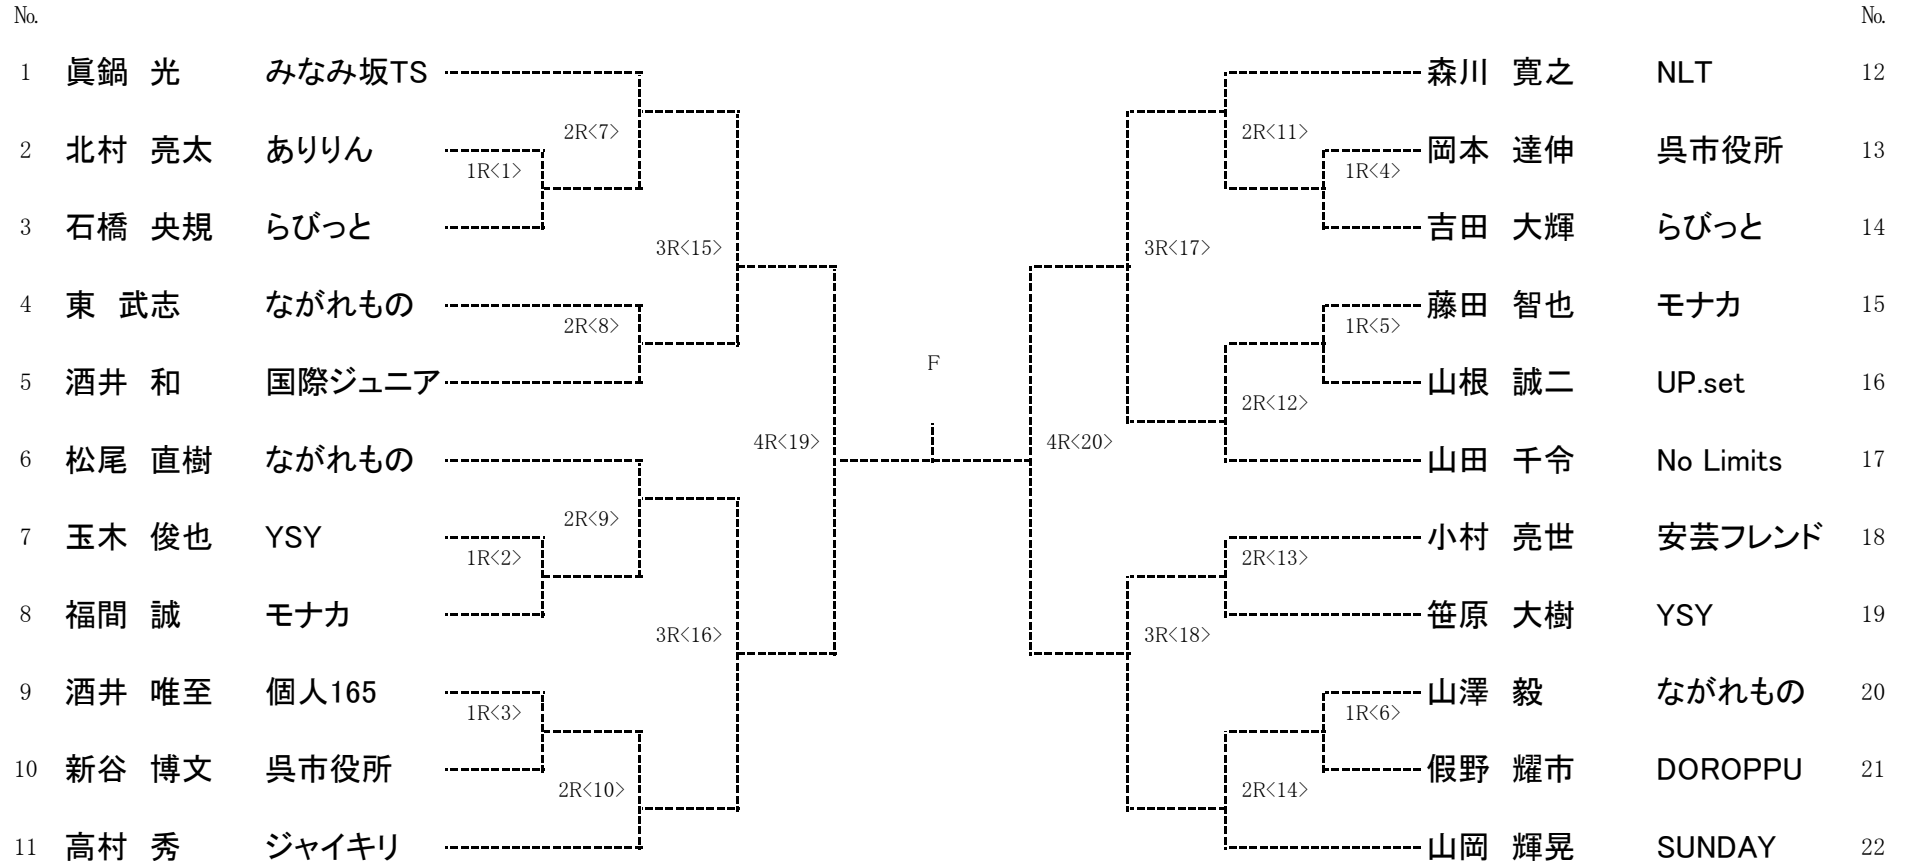 No. No.
1 眞鍋 光 みなみ坂TS 森川 寛之 NLT 12
2R<7> 2R<11>
2 北村 亮太 ありりん 岡本 達伸 呉市役所 13
1R<1> 1R<4>
3 石橋 央規 らびっと 吉田 大輝 らびっと 14
3R<15> 3R<17>
4 東 武志 ながれもの 藤田 智也 モナカ 15
2R<8> 1R<5>
F
5 酒井 和 国際ジュニア 山根 誠二 UP.set 16
2R<12>
4R<19> 4R<20>
6 松尾 直樹 ながれもの 山田 千令 No Limits 17
2R<9>
7 玉木 俊也 YSY 小村 亮世 安芸フレンド 18
1R<2> 2R<13>
8 福間 誠 モナカ 笹原 大樹 YSY 19
3R<16> 3R<18>
9 酒井 唯至 個人165 山澤 毅 ながれもの 20
1R<3> 1R<6>
10 新谷 博文 呉市役所 假野 耀市 DOROPPU 21
2R<10> 2R<14>
11 高村 秀 ジャイキリ 山岡 輝晃 SUNDAY 22